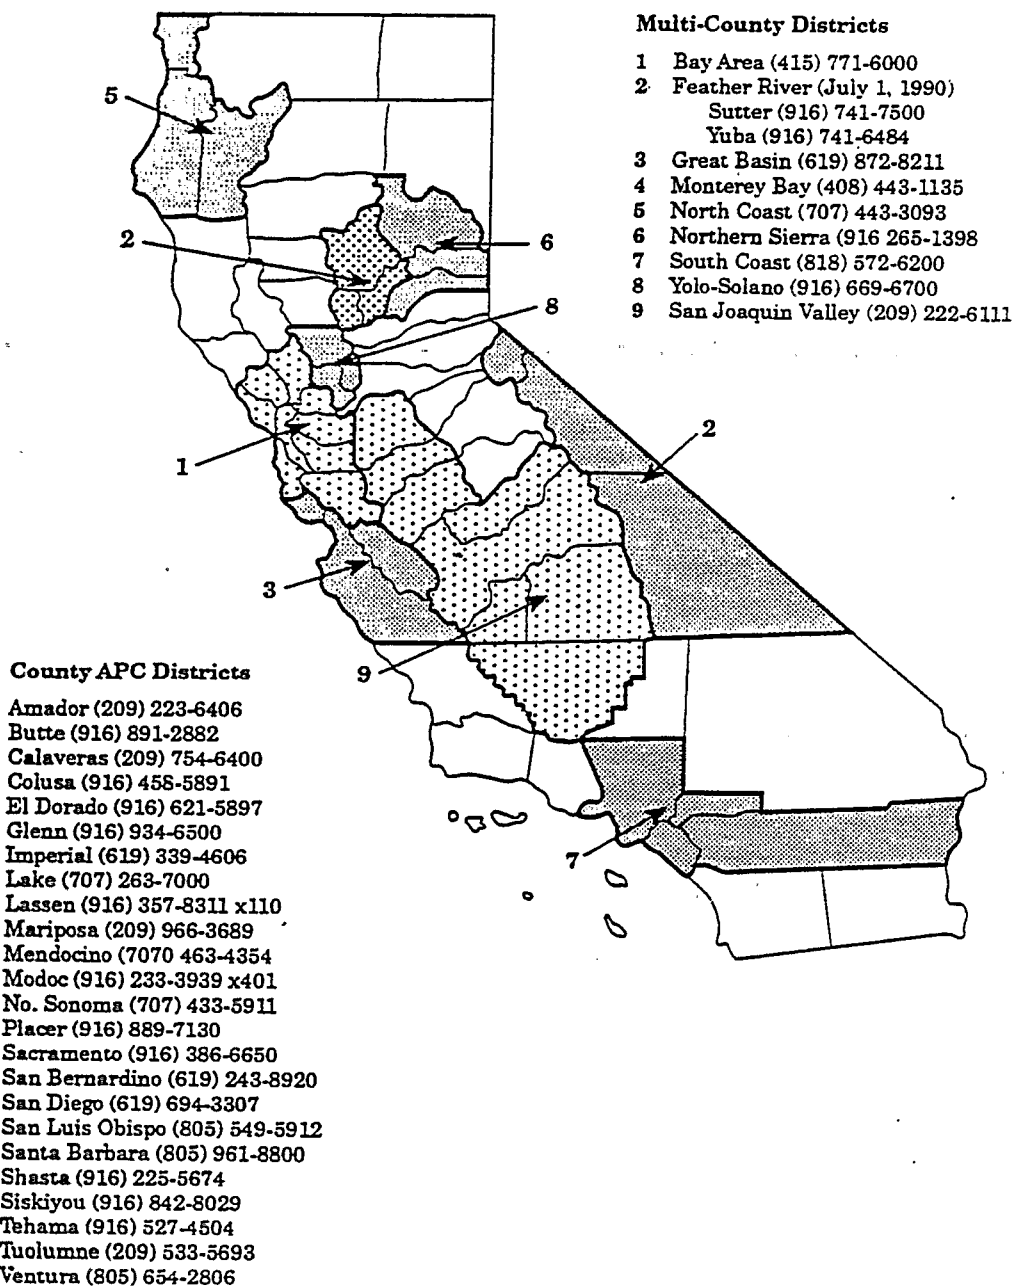 Multi-County Districts
1 Bay Area (415) 771-6000
2 Feather River (July 1, 1990)
Sutter (916) 741-7500
Yuba (916) 741-6484
3 Great Basin (619) 872-8211
4 Monterey Bay (408) 443-1135
5 North Coast (707) 443-3093
6 Northern Sierra (916 265-1398
7 South Coast (818) 572-6200
8 Yolo-Solano (916) 669-6700
9 San Joaquin Valley (209) 222-6111
5
2
6
8
2
1
3
9
7
County APC Districts
Amador (209) 223-6406
Butte (916) 891-2882
Calaveras (209) 754-6400
Colusa (916) 458-5891
El Dorado (916) 621-5897
Glenn (916) 934-6500
Imperial (619) 339-4606
Lake (707) 263-7000
Lassen (916) 357-8311 x110
Mariposa (209) 966-3689
Mendocino (7070 463-4354
Modoc (916) 233-3939 x401
No. Sonoma (707) 433-5911
Placer (916) 889-7130
Sacramento (916) 386-6650
San Bernardino (619) 243-8920
San Diego (619) 694-3307
San Luis Obispo (805) 549-5912
Santa Barbara (805) 961-8800
Shasta (916) 225-5674
Siskiyou (916) 842-8029
Tehama (916) 527-4504
Tuolumne (209) 533-5693
Ventura (805) 654-2806